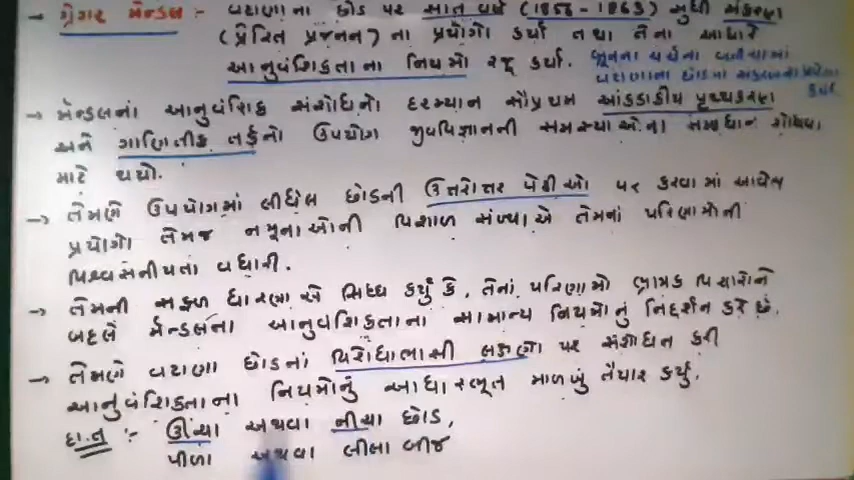 → ગ્રેગર મેન્ડલ :- વટાણા ના છોડ પર સાત વર્ષ (1856 - 1863) સુધી સંકરણ
(પ્રેરિત પ્રજનન) ના પ્રયોગો કર્યા તથા તેના આધારે
આનુવંશિકતાના નિયમો રજૂ કર્યા.
→ મેન્ડલનાં આનુવંશિક સંશોધનો દરમ્યાન સૌપ્રથમ આંકડાકીય પૃથ્થકરણ
અને ગાણિતીક તર્કનો ઉપયોગ જીવવિજ્ઞાનની સમસ્યાઓના સમાધાન
માટે થયો.
→ તેમણે ઉપયોગમાં લીધેલ છોડની ઉત્તરોત્તર પેઢીઓ પર કરવામાં આવેલ
પ્રયોગો તેમજ નમૂનાઓની વિશાળ સંખ્યાએ તેમનાં પરિણામોની
વિશ્વસનીયતા વધારી.
→ તેમની સફળ ધારણાએ સિધ્ધ કર્યું કે, તેનાં પરિણામો ભ્રામક વિચારોને
બદલે મેન્ડલના આનુવંશિકતાના સામાન્ય નિયમોનું નિદર્શન કરે છે.
→ તેમણે વટાણા છોડનાં વિરોધાભાસી લક્ષણો પર સંશોધન કરી
આનુવંશિકતાના નિયમોનું આધારભૂત માળખું તૈયાર કર્યું.
દા.ત :- ઊંચા અથવા નીચા છોડ,
પીળા અથવા લીલા બીજ